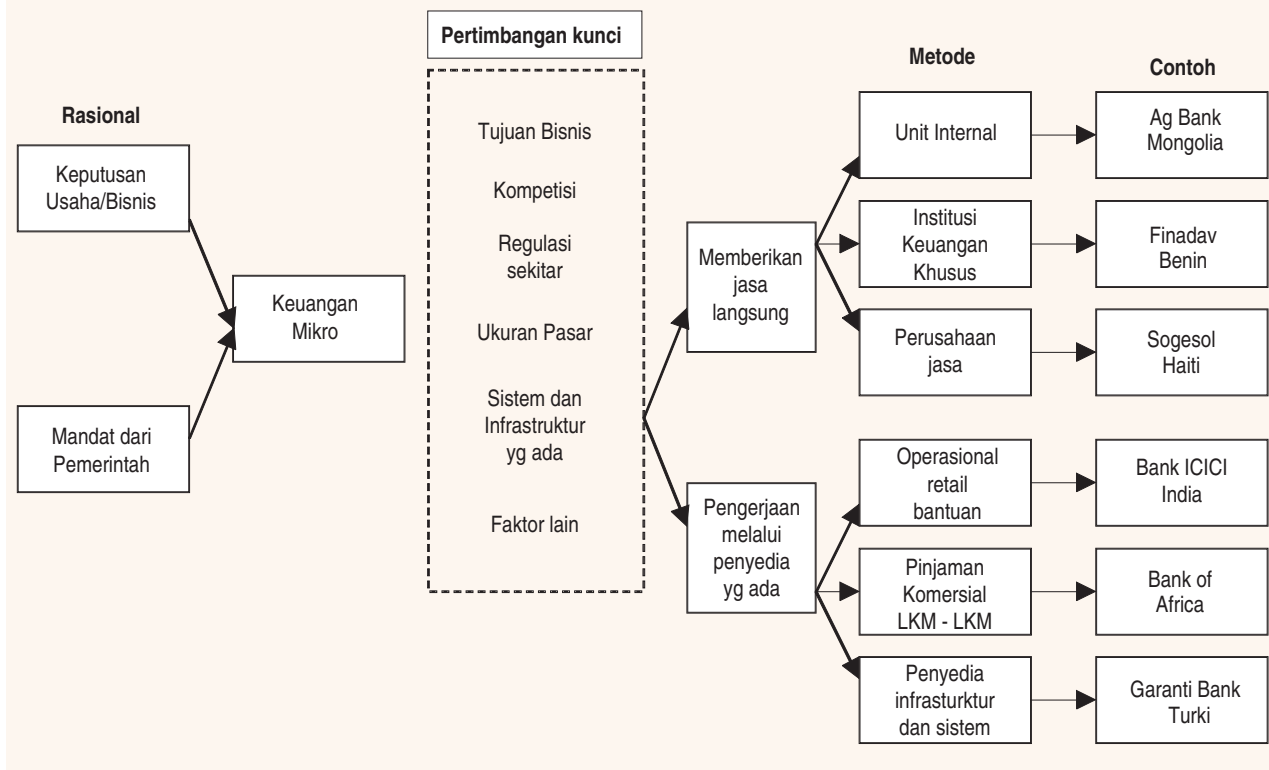 Rasional
Keputusan
Usaha/Bisnis
Mandat dari
Pemerintah
Keuangan
Mikro
Pertimbangan kunci
Tujuan Bisnis
Kompetisi
Regulasi
sekitar
Ukuran Pasar
Sistem dan
Infrastruktur
yg ada
Faktor lain
Memberikan
jasa
langsung
Pengerjaan
melalui
penyedia
yg ada
Metode
Unit Internal
Institusi
Keuangan
Khusus
Perusahaan
jasa
Operasional
retail
bantuan
Pinjaman
Komersial
LKM - LKM
Penyedia
infrasturktur
dan sistem
Contoh
Ag Bank
Mongolia
Finadav
Benin
Sogesol
Haiti
Bank ICICI
India
Bank of
Africa
Garanti Bank
Turki